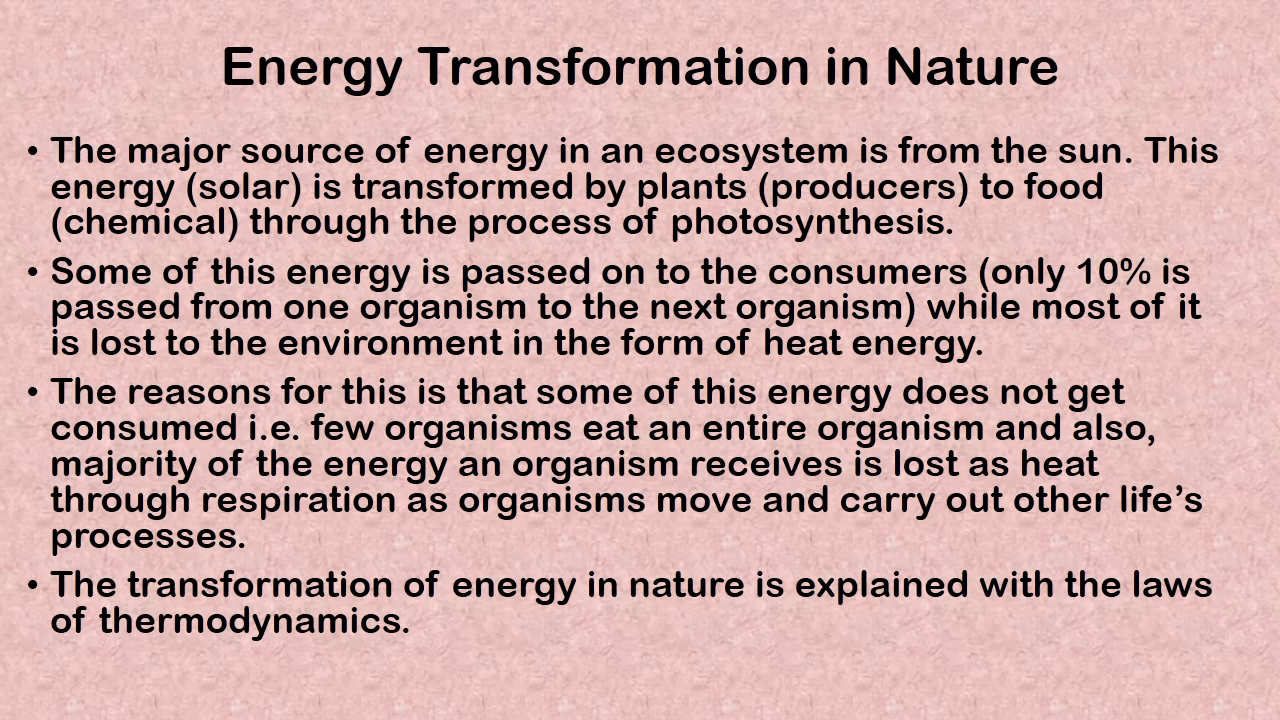 Energy Transformation in Nature
• The major source of energy in an ecosystem is from the sun. This
energy (solar) is transformed by plants (producers) to food
(chemical) through the process of photosynthesis.
• Some of this energy is passed on to the consumers (only 10% is
passed from one organism to the next organism) while most of it
is lost to the environment in the form of heat energy.
• The reasons for this is that some of this energy does not get
consumed i.e. few organisms eat an entire organism and also,
majority of the energy an organism receives is lost as heat
through respiration as organisms move and carry out other life’s
processes.
• The transformation of energy in nature is explained with the laws
of thermodynamics.